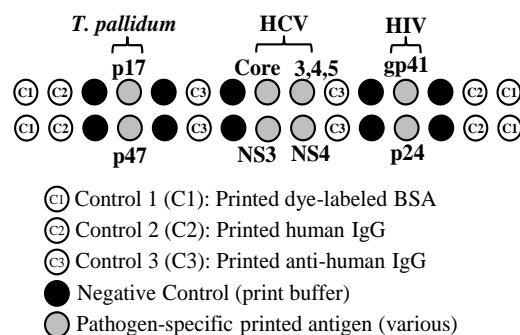 T. pallidum HCV HIV
p17 Core 3,4,5 gp41
C1 C2 C3 C3 C2 C1
C1 C2 C3 C3 C2 C1
p47 NS3 NS4 p24
C1 Control 1 (C1): Printed dye-labeled BSA
C2 Control 2 (C2): Printed human IgG
C3 Control 3 (C3): Printed anti-human IgG
Negative Control (print buffer)
Pathogen-specific printed antigen (various)